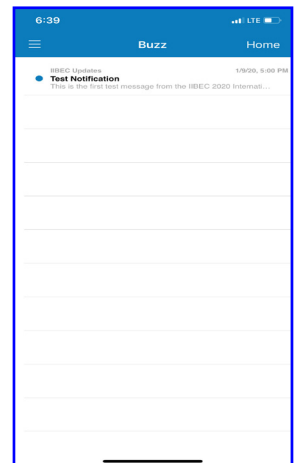 6:39 LTE
Buzz Home
IIBEC Updates 1/9/20, 5:00 PM
Test Notification
This is the first test message from the IIBEC 2020 Internati...